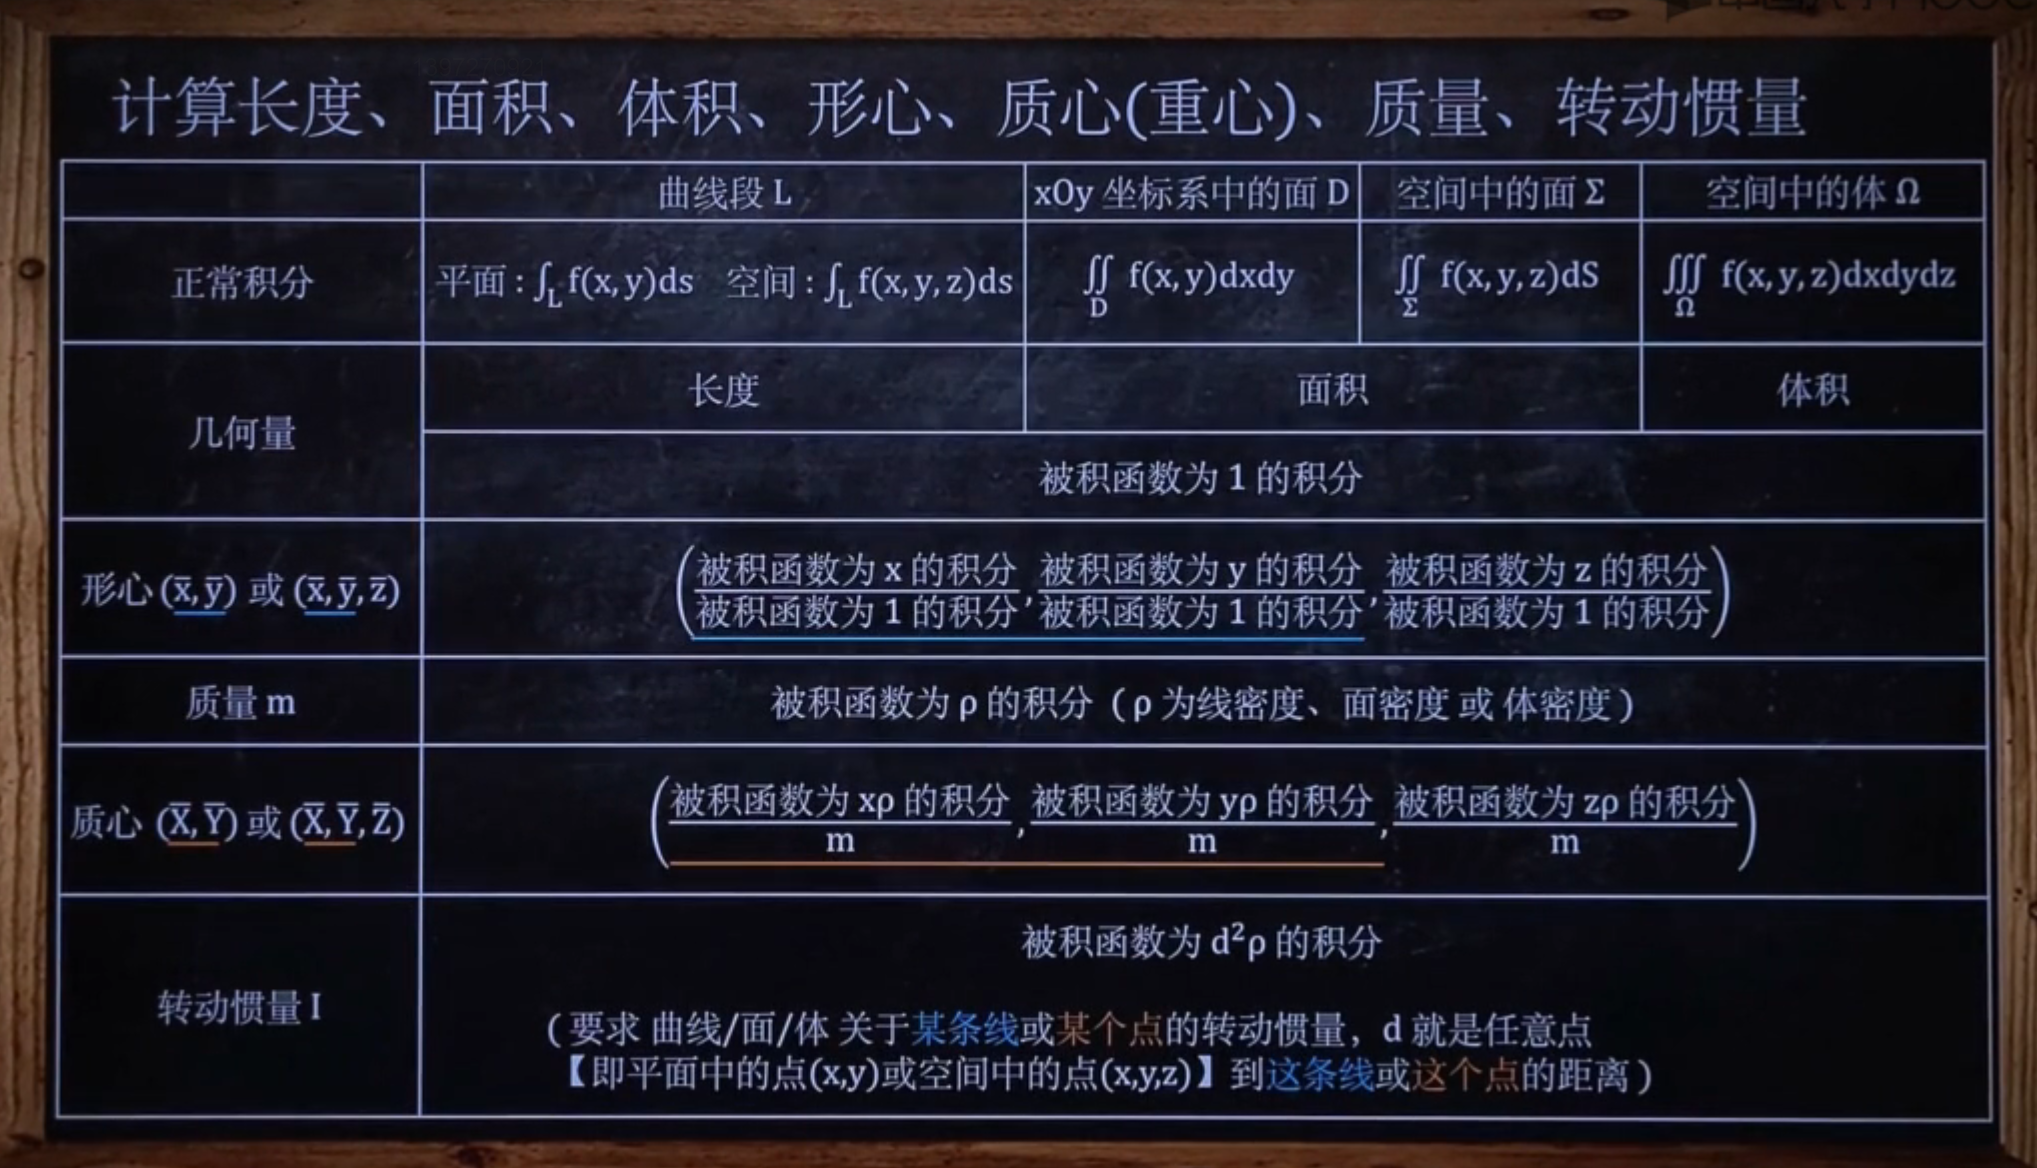 计算长度、面积、体积、形心、质心(重心)、质量、转动惯量
曲线段 L
xOy 坐标系中的面 D
空间中的面 Σ
空间中的体 Ω
正常积分
平面：∫_L f(x,y)ds 空间：∫_L f(x,y,z)ds
∬_D f(x,y)dxdy
∬_Σ f(x,y,z)dS
∭_Ω f(x,y,z)dxdydz
几何量
长度
面积
体积
被积函数为 1 的积分
形心 (x̄,ȳ) 或 (x̄,ȳ,z̄)
(被积函数为 x 的积分/被积函数为 1 的积分, 被积函数为 y 的积分/被积函数为 1 的积分, 被积函数为 z 的积分/被积函数为 1 的积分)
质量 m
被积函数为 ρ 的积分（ρ 为线密度、面密度 或 体密度）
质心 (X̄,Ȳ) 或 (X̄,Ȳ,Z̄)
(被积函数为 xρ 的积分/m, 被积函数为 yρ 的积分/m, 被积函数为 zρ 的积分/m)
转动惯量 I
被积函数为 d²ρ 的积分
（要求 曲线/面/体 关于某条线或某个点的转动惯量，d 就是任意点
【即平面中的点(x,y)或空间中的点(x,y,z)】到这条线或这个点的距离）